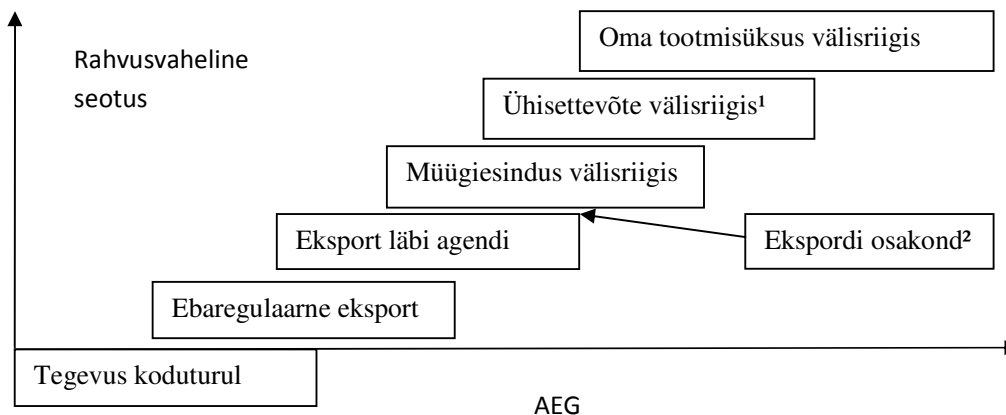 Oma tootmisüksus välisriigis
Rahvusvaheline
seotus
Ühisettevõte välisriigis¹
Müügiesindus välisriigis
Eksport läbi agendi
Ekspordi osakond²
Ebaregulaarne eksport
Tegevus koduturul
AEG